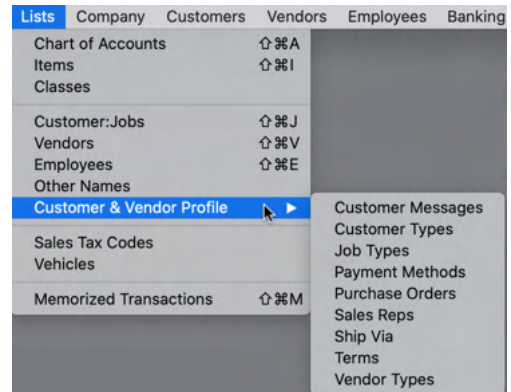 Lists Company Customers Vendors Employees Banking
Chart of Accounts ⇧⌘A
Items ⇧⌘I
Classes
Customer:Jobs ⇧⌘J
Vendors ⇧⌘V
Employees ⇧⌘E
Other Names
Customer & Vendor Profile ▶
Sales Tax Codes
Vehicles
Memorized Transactions ⇧⌘M
Customer Messages
Customer Types
Job Types
Payment Methods
Purchase Orders
Sales Reps
Ship Via
Terms
Vendor Types